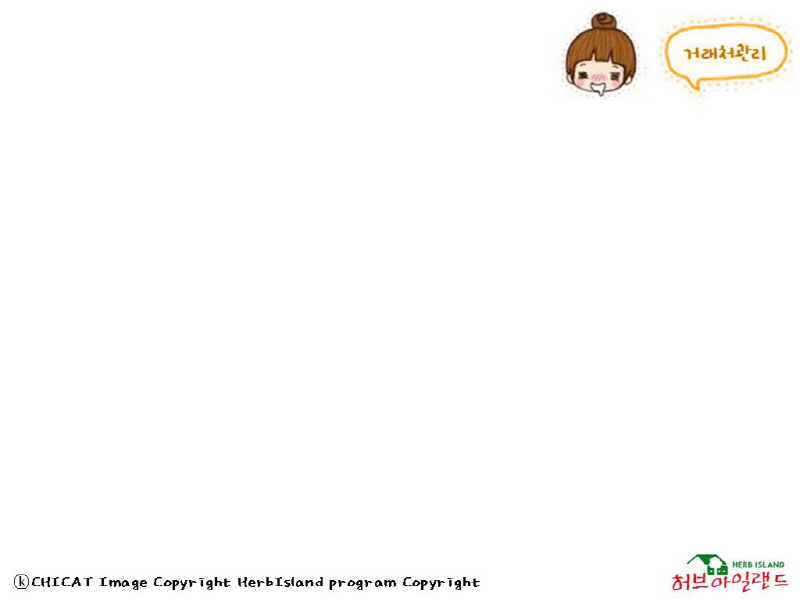 거래처관리
ⓚCHICAT Image Copyright HerbIsland program Copyright
HERB ISLAND
허브아일랜드